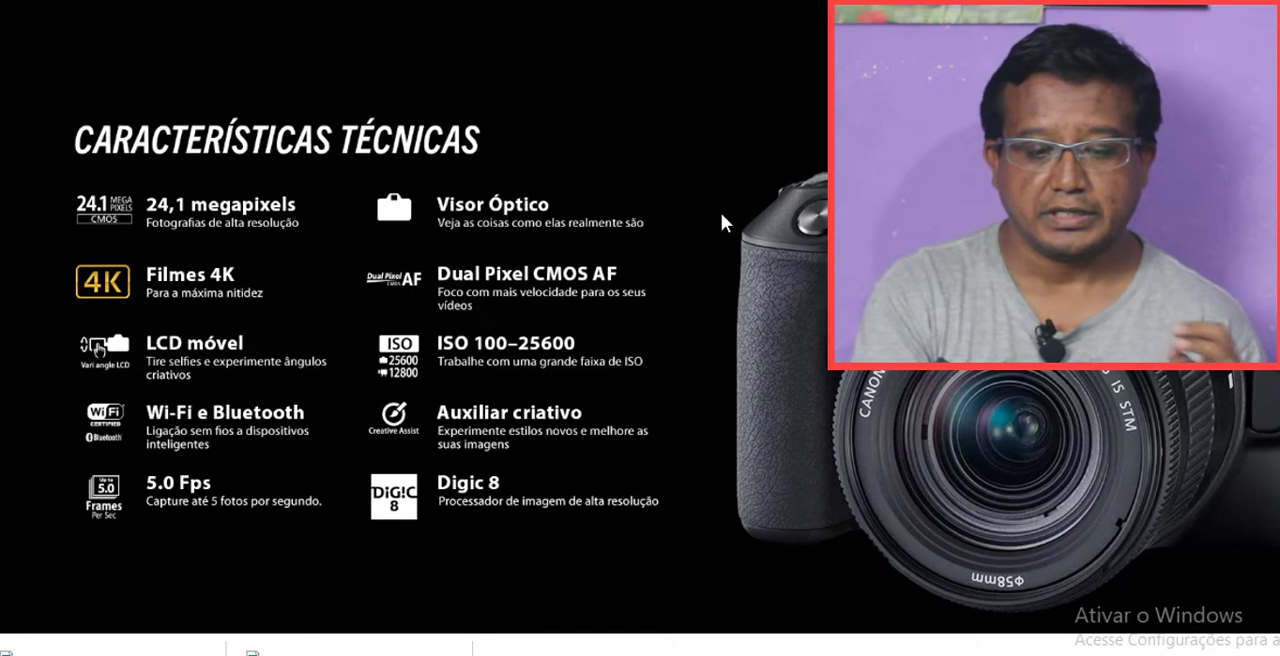 CARACTERÍSTICAS TÉCNICAS
24.1 MEGA PIXELS
CMOS
24,1 megapixels
Fotografias de alta resolução
Visor Óptico
Veja as coisas como elas realmente são
4K
Filmes 4K
Para a máxima nitidez
Dual Pixel CMOS AF
Dual Pixel CMOS AF
Foco com mais velocidade para os seus
vídeos
Vari angle LCD
LCD móvel
Tire selfies e experimente ângulos
criativos
ISO
25600
12800
ISO 100–25600
Trabalhe com uma grande faixa de ISO
WiFi
CERTIFIED
Bluetooth
Wi-Fi e Bluetooth
Ligação sem fios a dispositivos
inteligentes
Creative Assist
Auxiliar criativo
Experimente estilos novos e melhore as
suas imagens
Up to
5.0
Frames
Per Sec
5.0 Fps
Capture até 5 fotos por segundo.
DIGIC
8
Digic 8
Processador de imagem de alta resolução
CANON
IS STM
Φ58mm
Ativar o Windows
Acesse Configurações para a